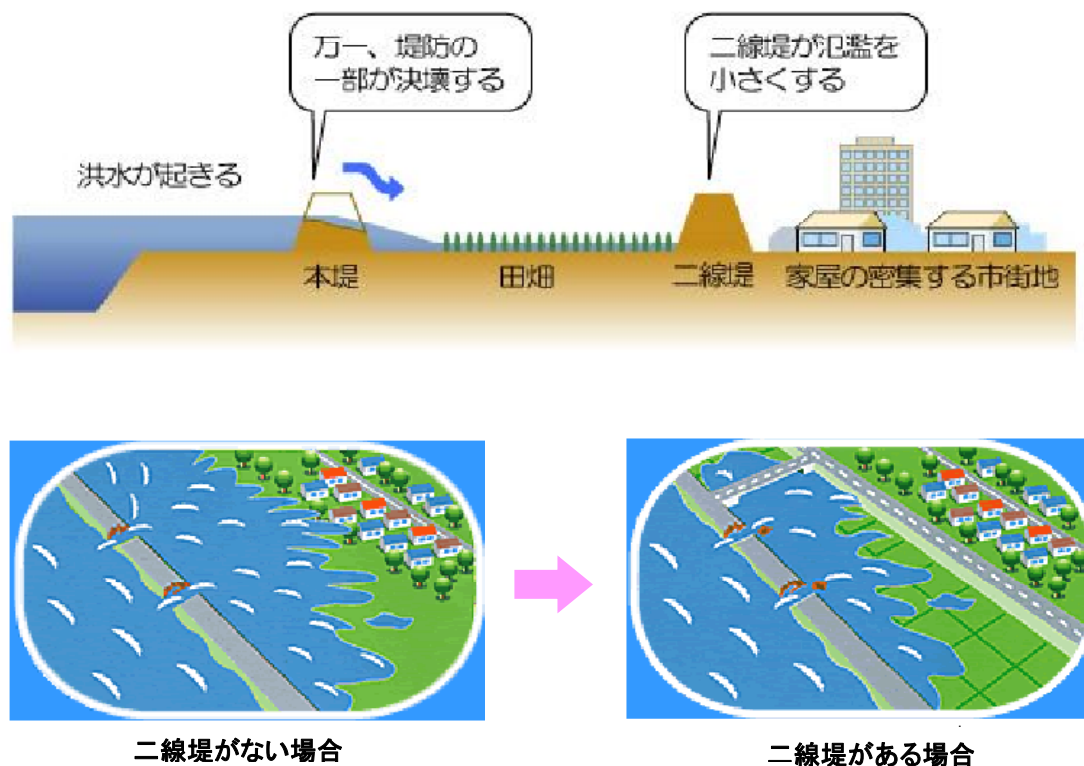 万一、堤防の
一部が決壊する
二線堤が氾濫を
小さくする
洪水が起きる
本堤
田畑
二線堤
家屋の密集する市街地
二線堤がない場合
二線堤がある場合